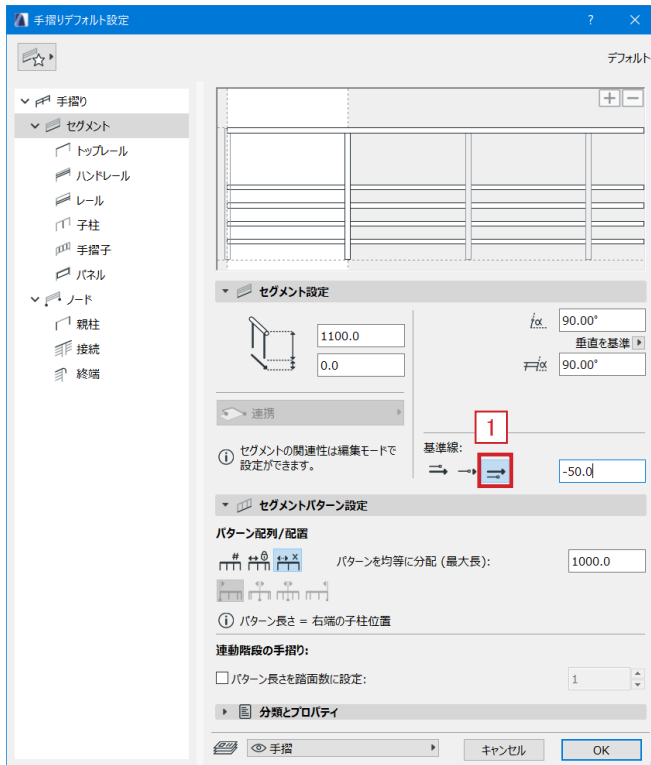 手摺りデフォルト設定
?
×
デフォルト
手摺り
セグメント
トップレール
ハンドレール
レール
子柱
手摺子
パネル
ノード
親柱
接続
終端
+
−
セグメント設定
1100.0
0.0
連携
セグメントの関連性は編集モードで
設定ができます。
α
90.00°
垂直を基準
α
90.00°
1
基準線:
-50.0
セグメントパターン設定
パターン配列/配置
#
x
パターンを均等に分配 (最大長):
1000.0
パターン長さ = 右端の子柱位置
連動階段の手摺り:
パターン長さを踏面数に設定:
1
分類とプロパティ
手摺
キャンセル
OK